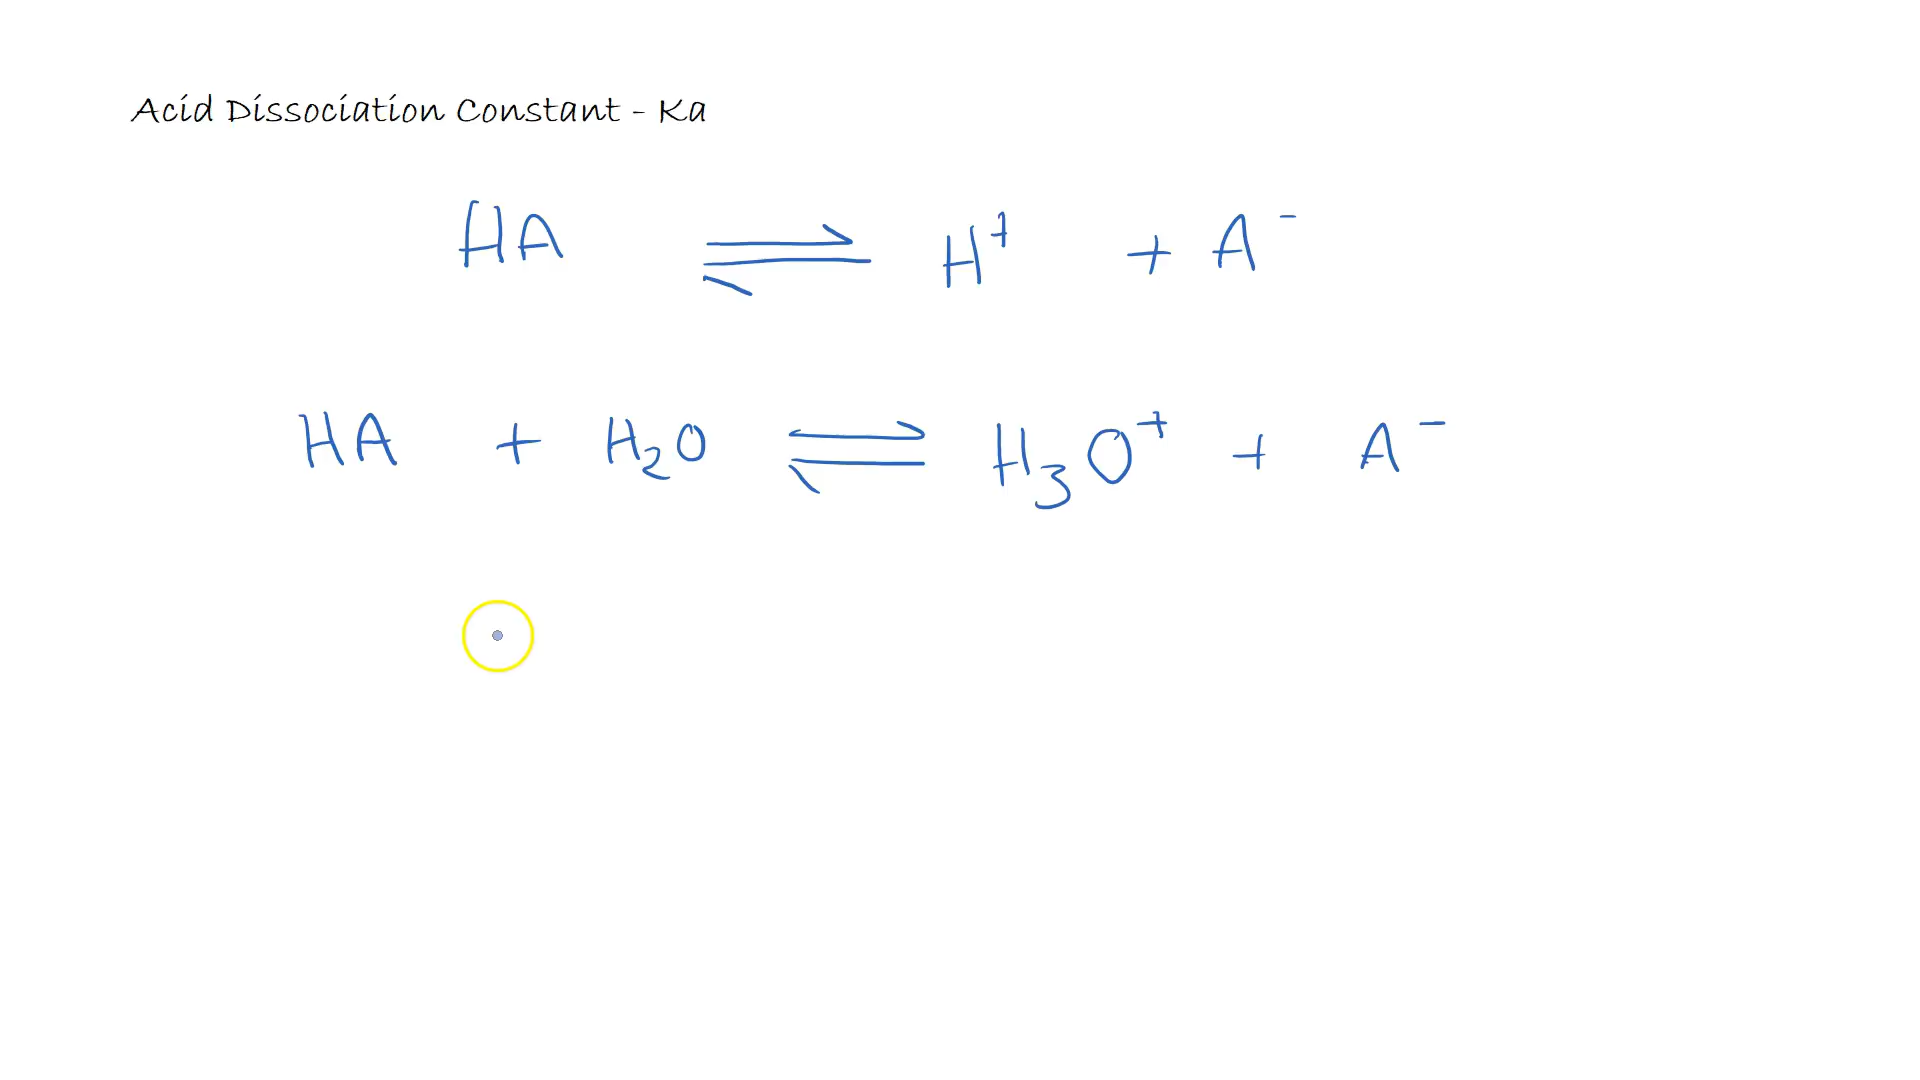 Acid Dissociation Constant - Ka
HA ⇌ H⁺ + A⁻
HA + H₂O ⇌ H₃O⁺ + A⁻